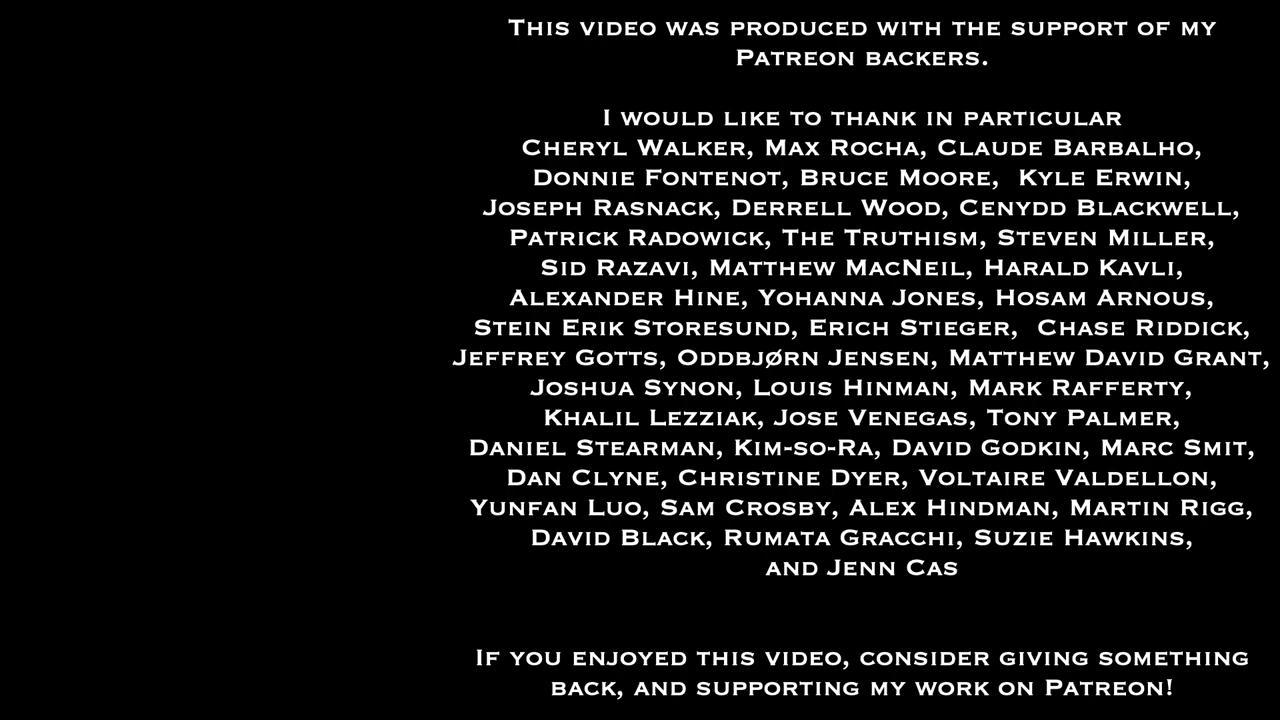 This video was produced with the support of my
Patreon backers.
I would like to thank in particular
Cheryl Walker, Max Rocha, Claude Barbalho,
Donnie Fontenot, Bruce Moore, Kyle Erwin,
Joseph Rasnack, Derrell Wood, Cenydd Blackwell,
Patrick Radowick, The Truthism, Steven Miller,
Sid Razavi, Matthew MacNeil, Harald Kavli,
Alexander Hine, Yohanna Jones, Hosam Arnous,
Stein Erik Storesund, Erich Stieger, Chase Riddick,
Jeffrey Gotts, Oddbjørn Jensen, Matthew David Grant,
Joshua Synon, Louis Hinman, Mark Rafferty,
Khalil Lezziak, Jose Venegas, Tony Palmer,
Daniel Stearman, Kim-so-Ra, David Godkin, Marc Smit,
Dan Clyne, Christine Dyer, Voltaire Valdellon,
Yunfan Luo, Sam Crosby, Alex Hindman, Martin Rigg,
David Black, Rumata Gracchi, Suzie Hawkins,
and Jenn Cas
If you enjoyed this video, consider giving something
back, and supporting my work on Patreon!